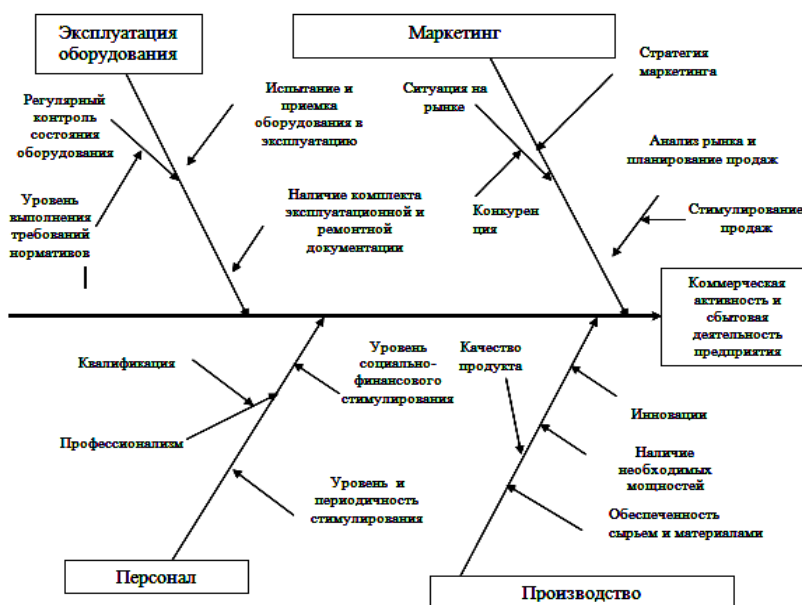 Эксплуатация
оборудования
Маркетинг
Стратегия
маркетинга
Ситуация на
рынке
Испытание и
приемка
оборудования в
эксплуатацию
Регулярный
контроль
состояния
оборудования
Анализ рынка и
планирование продаж
Уровень
выполнения
требований
нормативов
Наличие комплекта
эксплуатационной и
ремонтной
документации
Конкурен
ция
Стимулирование
продаж
Коммерческая
активность и
сбытовая
деятельность
предприятия
Квалификация
Уровень
социально-
финансового
стимулирования
Качество
продукта
Инновации
Профессионализм
Наличие
необходимых
мощностей
Уровень и
периодичность
стимулирования
Обеспеченность
сырьем и материалами
Персонал
Производство